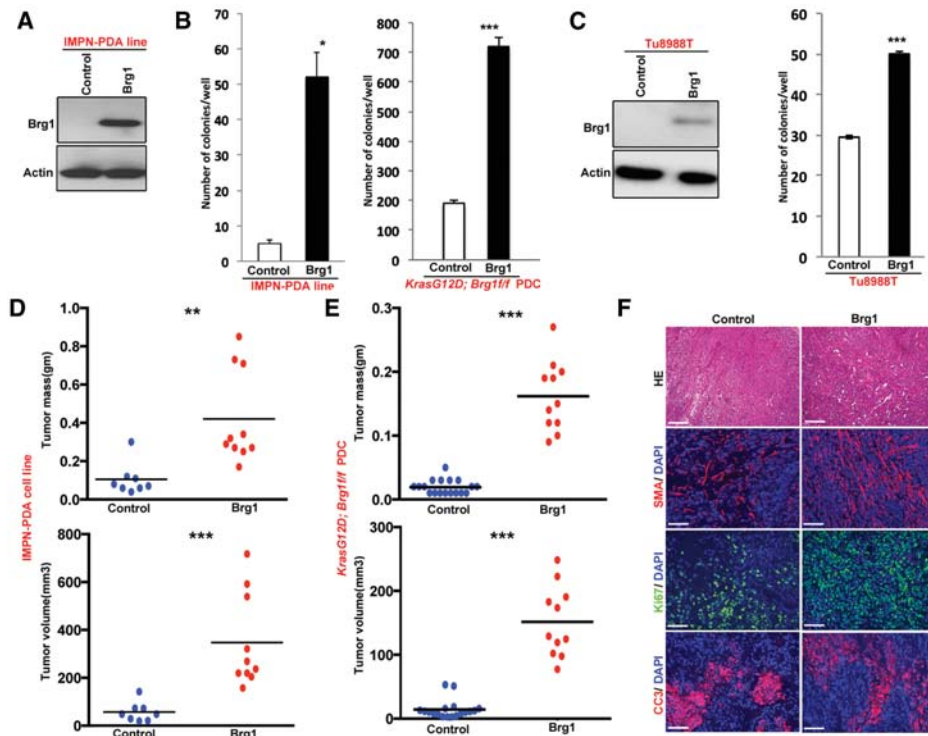 A
IMPN-PDA line
Control
Brg1
Brg1
Actin
B
Number of colonies/well
70
60
50
40
30
20
10
0
*
Control
Brg1
IMPN-PDA line
Number of colonies/well
900
800
700
600
500
400
300
200
100
0
***
Control
Brg1
KrasG12D; Brg1f/f PDC
C
Tu8988T
Control
Brg1
Brg1
Actin
Number of colonies/well
60
50
40
30
20
10
0
***
Control
Brg1
Tu8988T
D
IMPN-PDA cell line
**
Tumor mass(gm)
1.0
0.8
0.6
0.4
0.2
0.0
Control
Brg1
***
Tumor volume(mm3)
800
600
400
200
0
Control
Brg1
E
KrasG12D; Brg1f/f PDC
***
Tumor mass(gm)
0.3
0.2
0.1
0.0
Control
Brg1
***
Tumor volume(mm3)
300
200
100
0
Control
Brg1
F
Control
Brg1
HE
SMA/ DAPI
Ki67/ DAPI
CC3/ DAPI